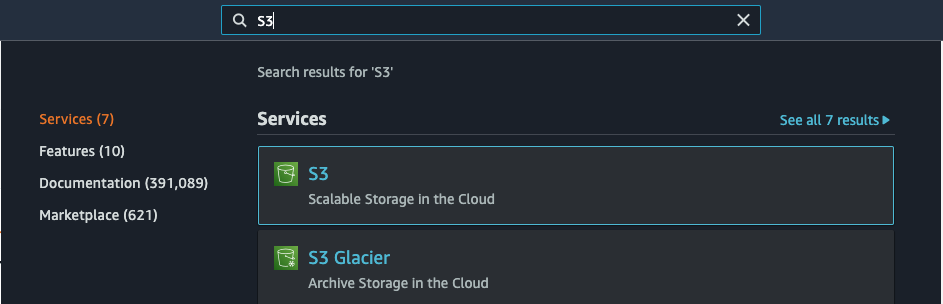 S3
Search results for 'S3'
Services (7)
Features (10)
Documentation (391,089)
Marketplace (621)
Services
See all 7 results
S3
Scalable Storage in the Cloud
S3 Glacier
Archive Storage in the Cloud